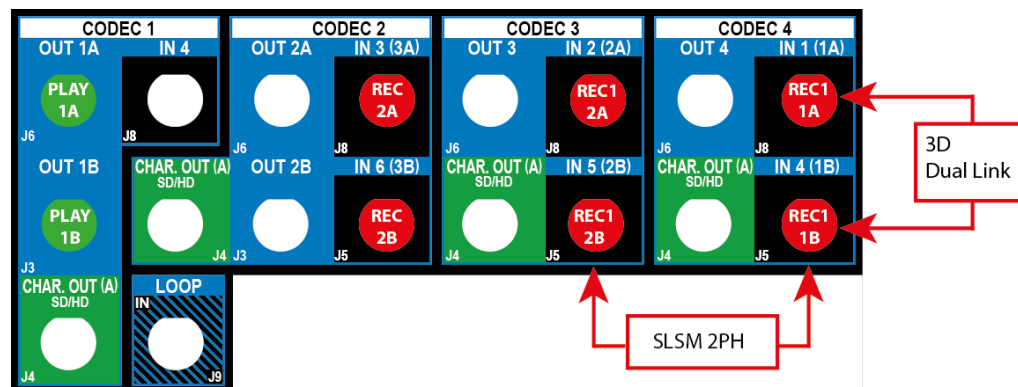 CODEC 1
OUT 1A
IN 4
PLAY
1A
J6
J8
OUT 1B
CHAR. OUT (A)
SD/HD
PLAY
1B
J3
J4
CHAR. OUT (A)
SD/HD
J4
LOOP
IN
J9
CODEC 2
OUT 2A
IN 3 (3A)
REC
2A
J6
J8
OUT 2B
IN 6 (3B)
REC
2B
J3
J5
CODEC 3
OUT 3
IN 2 (2A)
REC1
2A
J6
J8
CHAR. OUT (A)
SD/HD
IN 5 (2B)
REC1
2B
J4
J5
CODEC 4
OUT 4
IN 1 (1A)
REC1
1A
J6
J8
CHAR. OUT (A)
SD/HD
IN 4 (1B)
REC1
1B
J4
J5
3D
Dual Link
SLSM 2PH